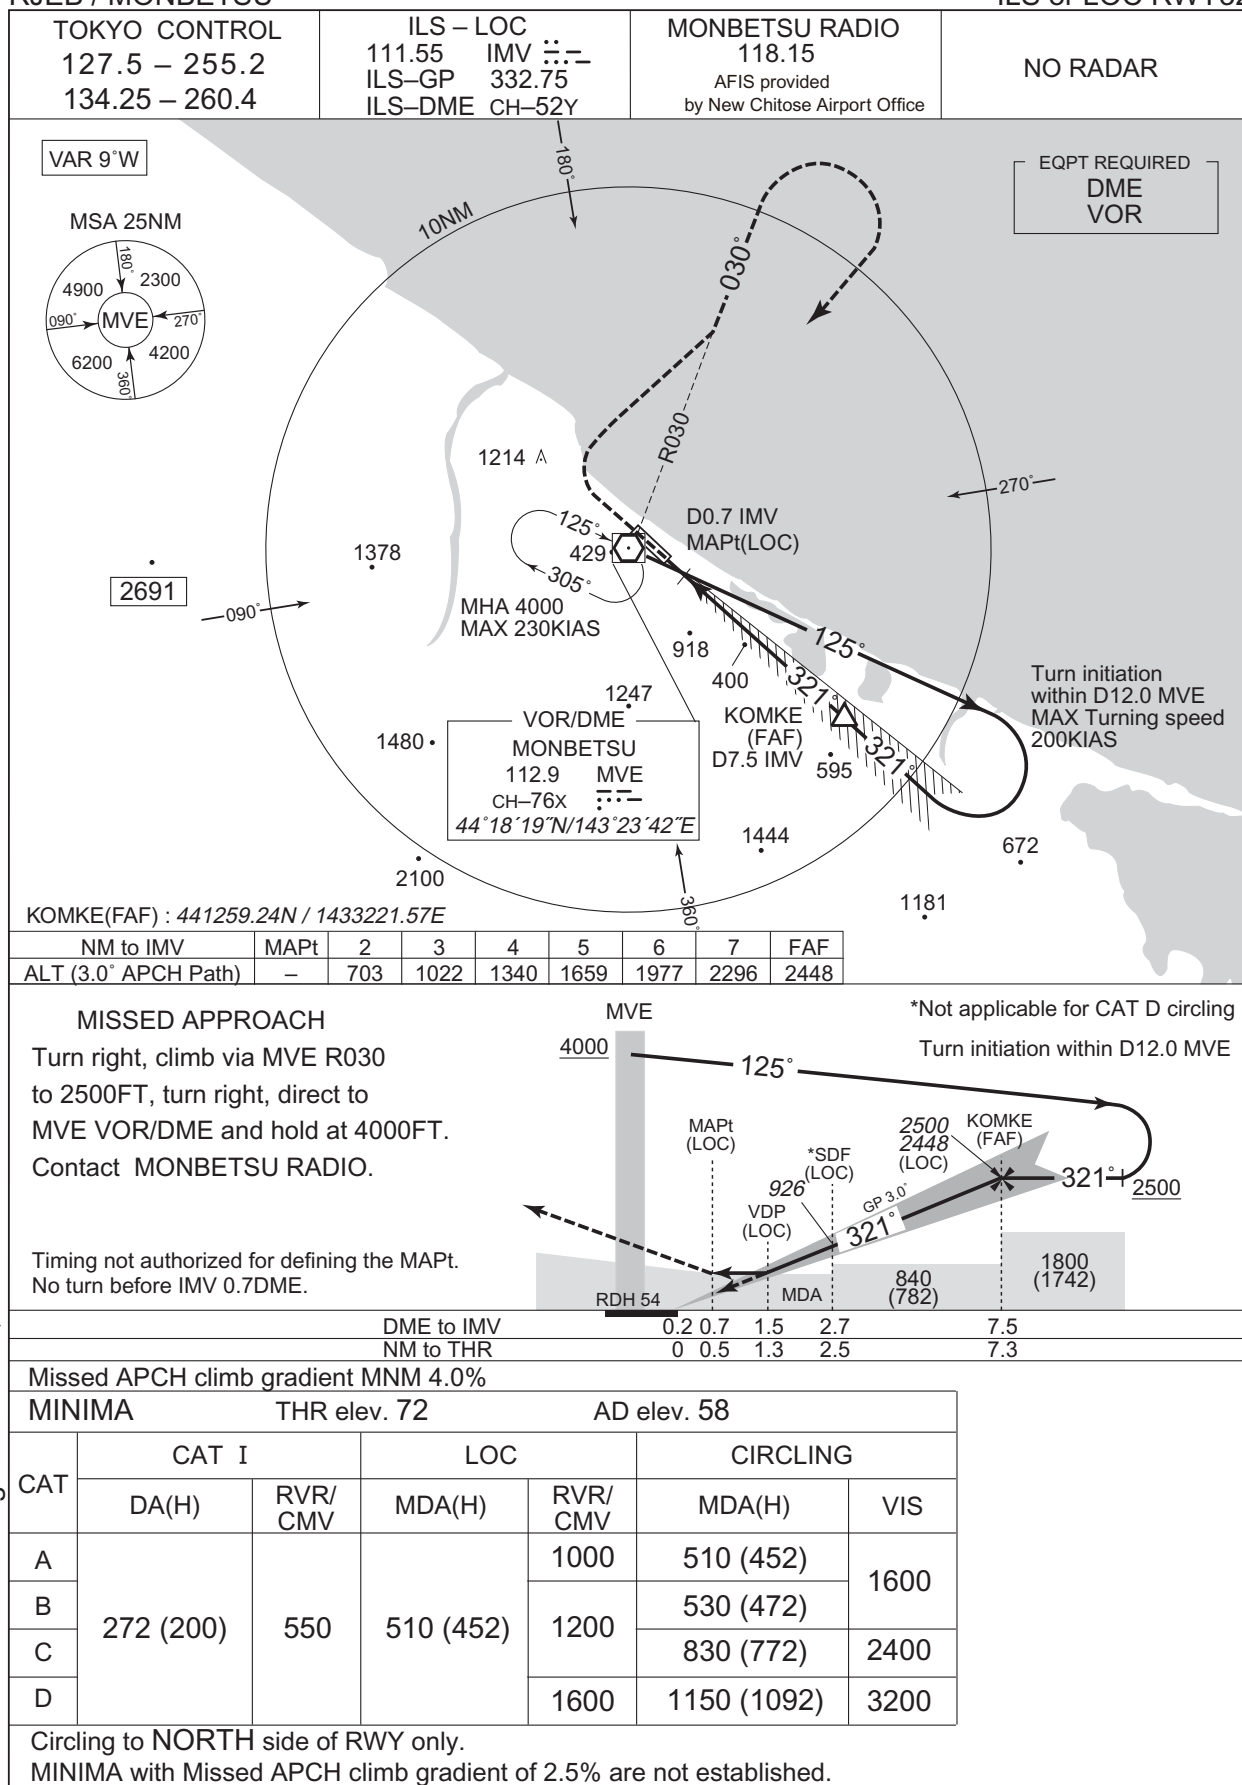 RJEB / MONBETSU
TOKYO CONTROL
127.5 – 255.2
134.25 – 260.4
ILS – LOC
111.55 IMV
ILS–GP 332.75
ILS–DME CH–52Y
MONBETSU RADIO
118.15
AFIS provided
by New Chitose Airport Office
NO RADAR
VAR 9°W
EQPT REQUIRED
DME
VOR
MSA 25NM
180°
4900
2300
090°
MVE
270°
6200
4200
360°
10NM
180°
030°
R030
1214
125°
429
305°
D0.7 IMV
MAPt(LOC)
270°
1378
2691
090°
MHA 4000
MAX 230KIAS
918
400
125°
321°
1247
KOMKE
(FAF)
D7.5 IMV
321°
595
Turn initiation
within D12.0 MVE
MAX Turning speed
200KIAS
1480
VOR/DME
MONBETSU
112.9 MVE
CH–76X
44°18´19˝N/143°23´42˝E
1444
672
2100
360°
1181
KOMKE(FAF) : 441259.24N / 1433221.57E
NM to IMV MAPt 2 3 4 5 6 7 FAF
ALT (3.0° APCH Path) – 703 1022 1340 1659 1977 2296 2448
MISSED APPROACH
Turn right, climb via MVE R030
to 2500FT, turn right, direct to
MVE VOR/DME and hold at 4000FT.
Contact MONBETSU RADIO.
Timing not authorized for defining the MAPt.
No turn before IMV 0.7DME.
MVE
*Not applicable for CAT D circling
4000
125°
Turn initiation within D12.0 MVE
MAPt
(LOC)
*SDF
(LOC)
926
VDP
(LOC)
2500
2448
(LOC)
KOMKE
(FAF)
GP 3.0°
321°
321°
2500
RDH 54
MDA
840
(782)
1800
(1742)
DME to IMV 0.2 0.7 1.5 2.7 7.5
NM to THR 0 0.5 1.3 2.5 7.3
Missed APCH climb gradient MNM 4.0%
MINIMA THR elev. 72 AD elev. 58
CAT CAT I LOC CIRCLING
DA(H) RVR/CMV MDA(H) RVR/CMV MDA(H) VIS
A 272 (200) 550 510 (452) 1000 510 (452) 1600
B 1200 530 (472)
C 830 (772) 2400
D 1600 1150 (1092) 3200
Circling to NORTH side of RWY only.
MINIMA with Missed APCH climb gradient of 2.5% are not established.